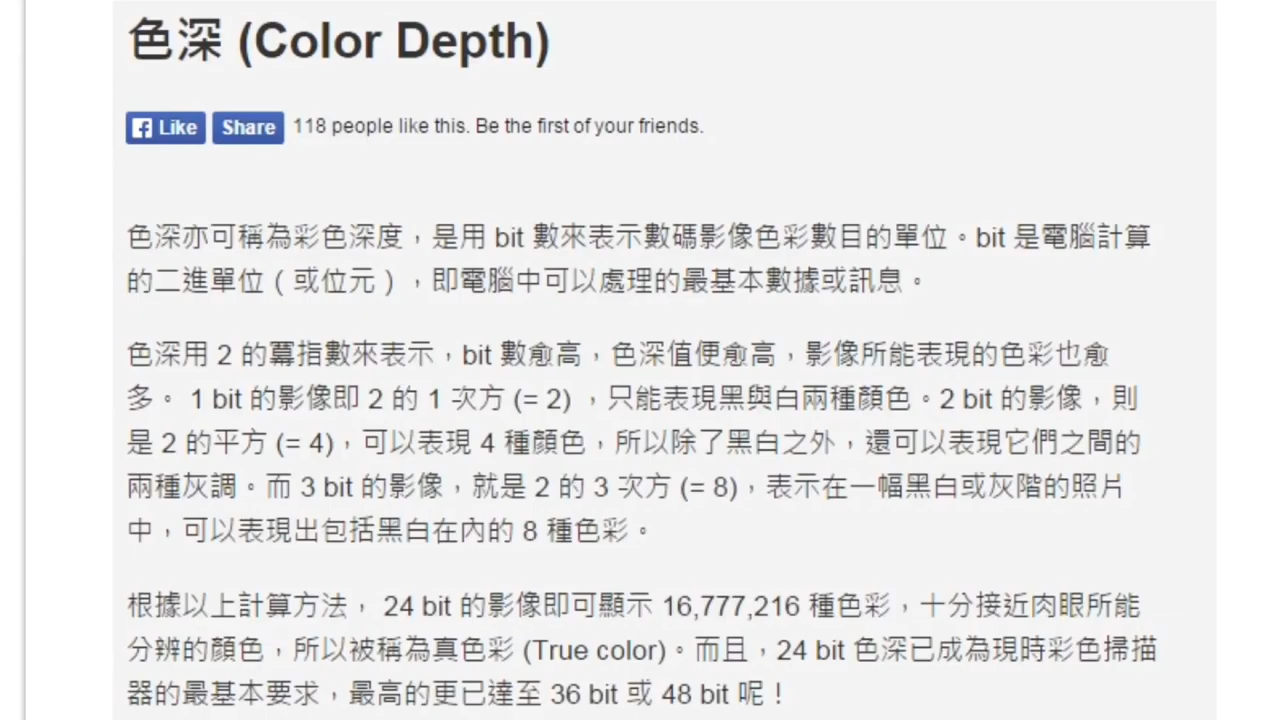 色深 (Color Depth)
Like Share 118 people like this. Be the first of your friends.
色深亦可稱為彩色深度，是用 bit 數來表示數碼影像色彩數目的單位。bit 是電腦計算
的二進單位（或位元），即電腦中可以處理的最基本數據或訊息。
色深用 2 的冪指數來表示，bit 數愈高，色深值便愈高，影像所能表現的色彩也愈
多。 1 bit 的影像即 2 的 1 次方 (= 2) ，只能表現黑與白兩種顏色。2 bit 的影像，則
是 2 的平方 (= 4)，可以表現 4 種顏色，所以除了黑白之外，還可以表現它們之間的
兩種灰調。而 3 bit 的影像，就是 2 的 3 次方 (= 8)，表示在一幅黑白或灰階的照片
中，可以表現出包括黑白在內的 8 種色彩。
根據以上計算方法， 24 bit 的影像即可顯示 16,777,216 種色彩，十分接近肉眼所能
分辨的顏色，所以被稱為真色彩 (True color)。而且，24 bit 色深已成為現時彩色掃描
器的最基本要求，最高的更已達至 36 bit 或 48 bit 呢！